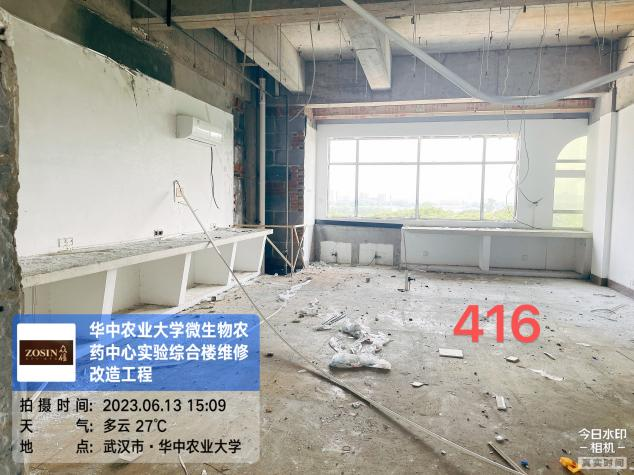 416
华中农业大学微生物农
药中心实验综合楼维修
改造工程
ZOSIN
拍摄时间: 2023.06.13 15:09
天 气: 多云 27℃
地 点: 武汉市·华中农业大学
今日水印
-相机-
真实时间